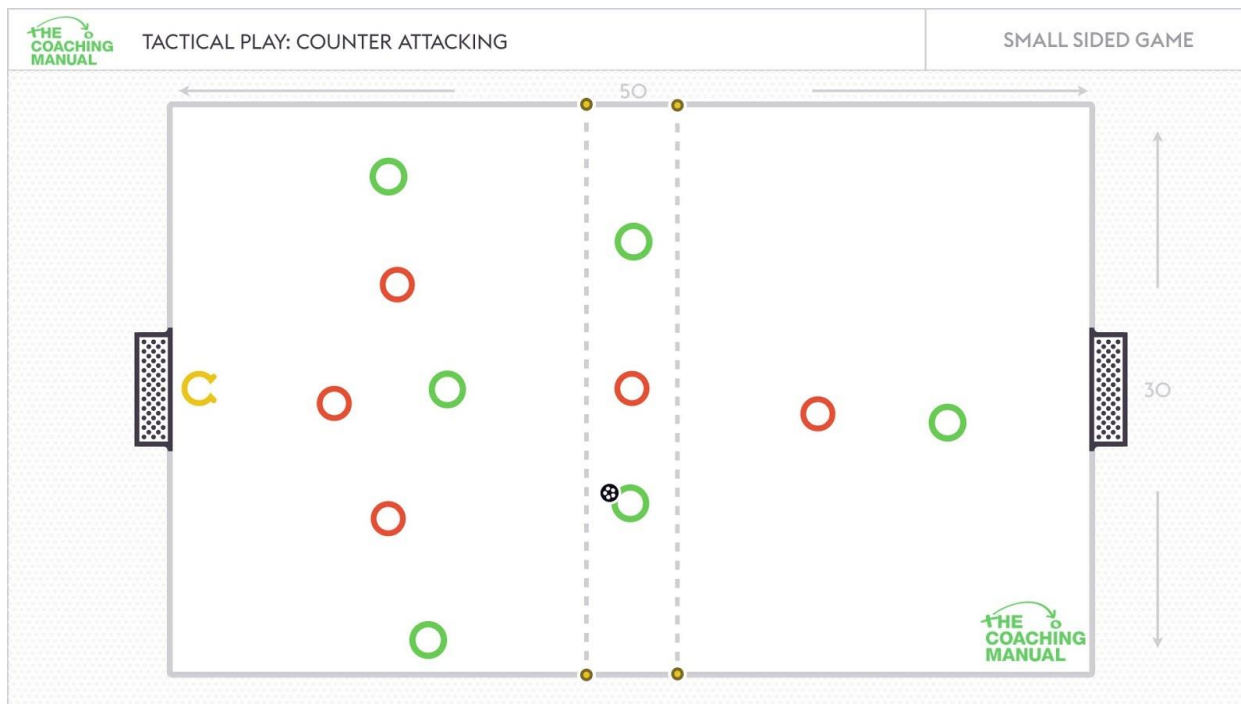 THE
COACHING
MANUAL
TACTICAL PLAY: COUNTER ATTACKING
SMALL SIDED GAME
50
30
THE
COACHING
MANUAL